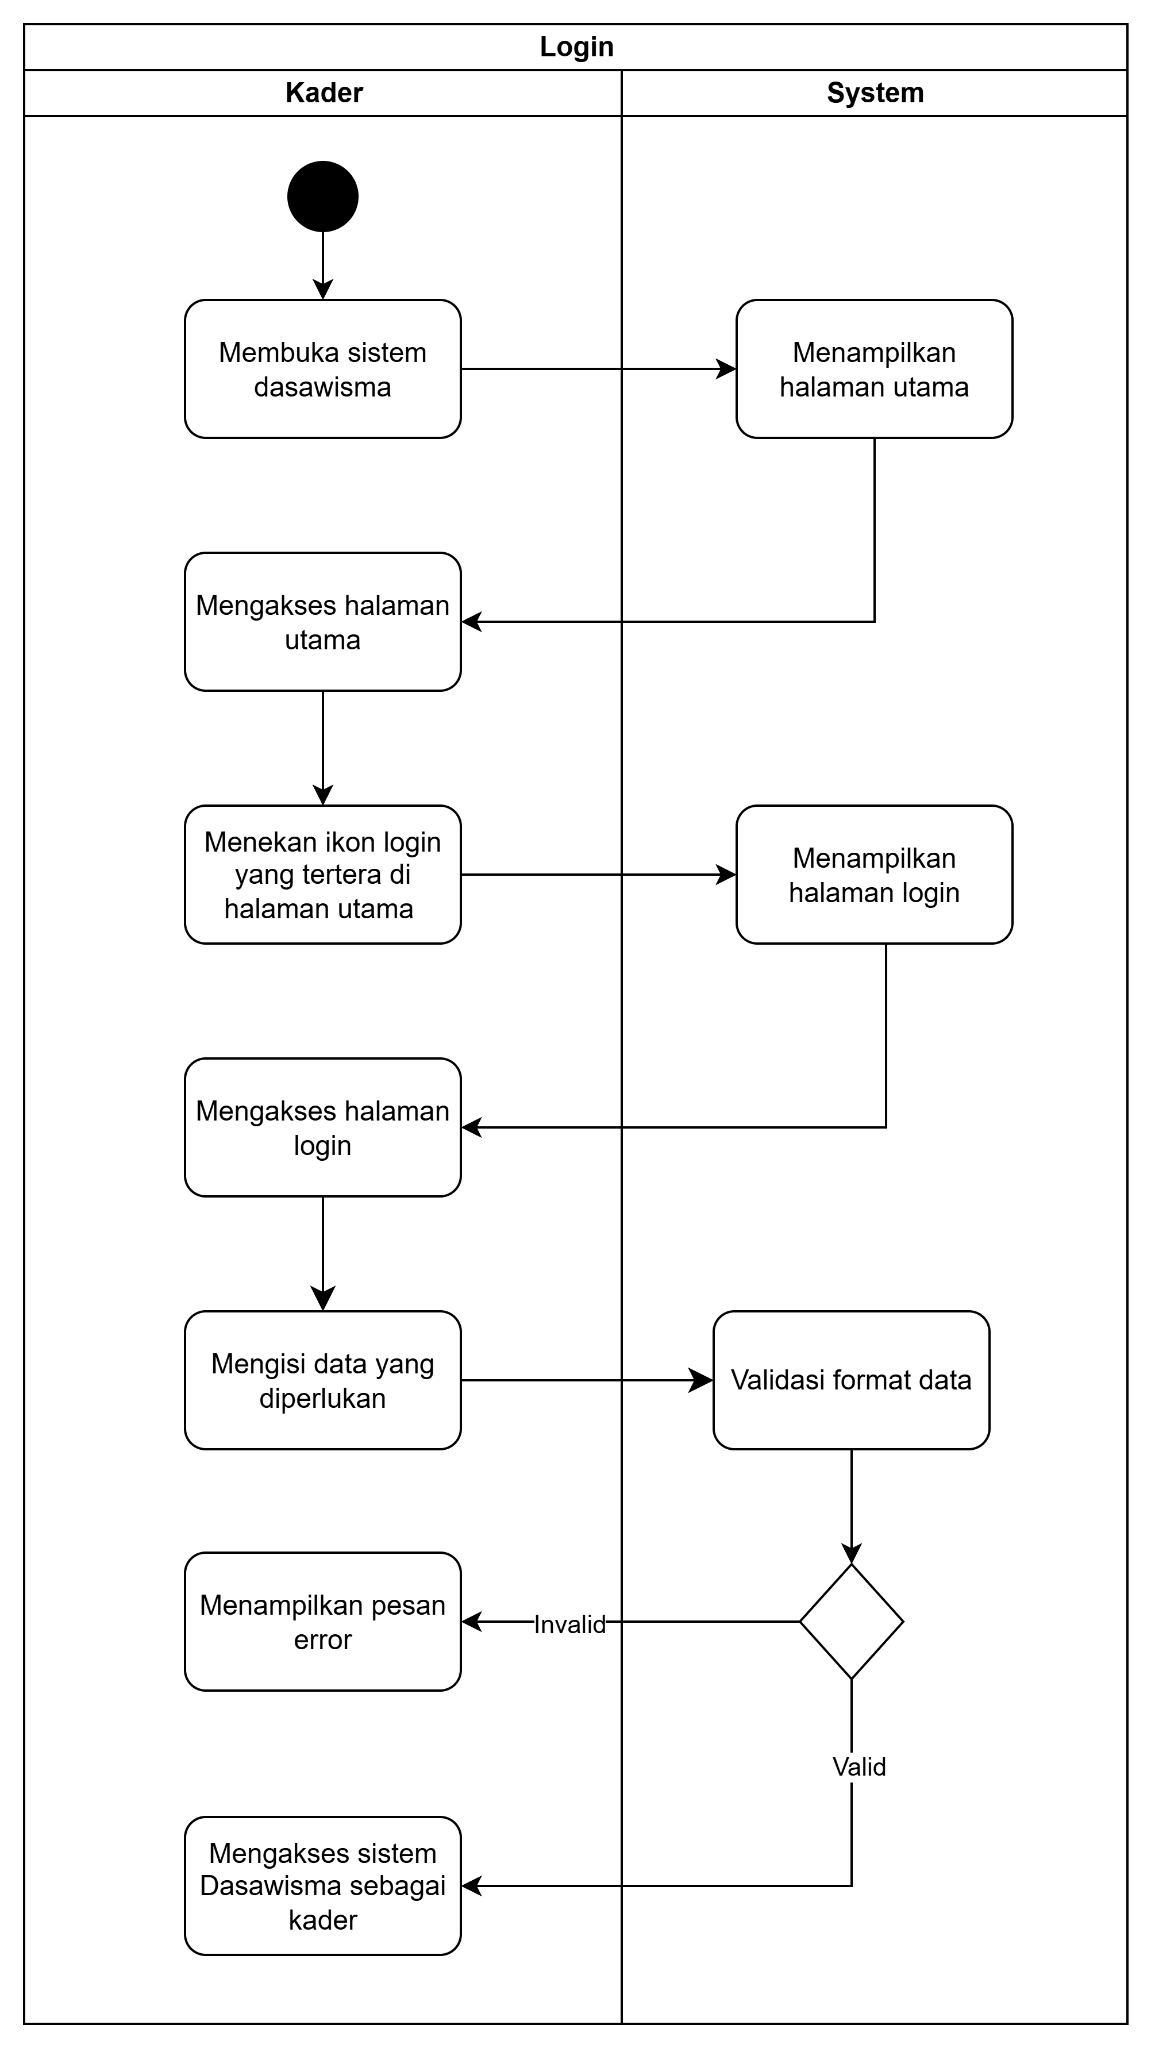 Login
Kader
System
Membuka sistem
dasawisma
Menampilkan
halaman utama
Mengakses halaman
utama
Menekan ikon login
yang tertera di
halaman utama
Menampilkan
halaman login
Mengakses halaman
login
Mengisi data yang
diperlukan
Validasi format data
Menampilkan pesan
error
Invalid
Valid
Mengakses sistem
Dasawisma sebagai
kader